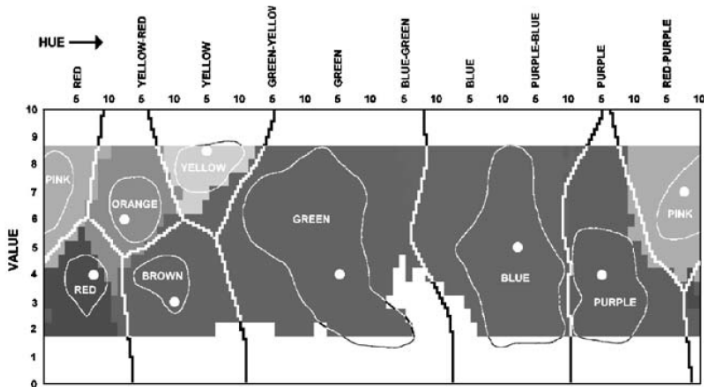 HUE
RED
YELLOW-RED
YELLOW
GREEN-YELLOW
GREEN
BLUE-GREEN
BLUE
PURPLE-BLUE
PURPLE
RED-PURPLE
5 10 5 10 5 10 5 10 5 10 5 10 5 10 5 10 5 10 5 10
VALUE
10
9
8
7
6
5
4
3
2
1
0
YELLOW
PINK
ORANGE
PINK
GREEN
BROWN
BLUE
RED
PURPLE